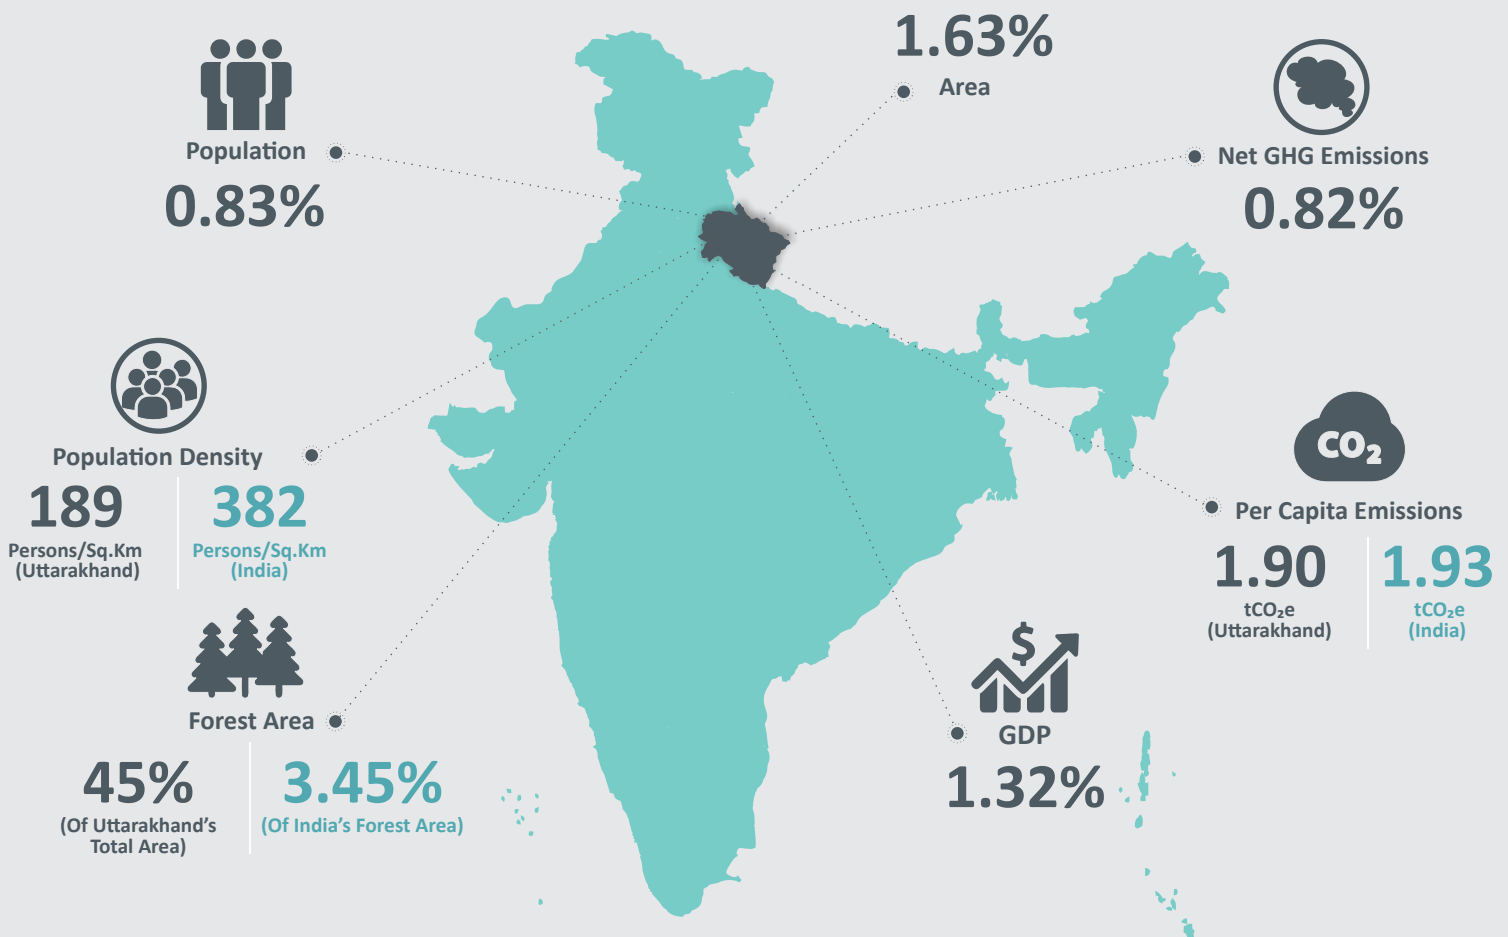 1.63%
Area
Population
0.83%
Net GHG Emissions
0.82%
Population Density
189
Persons/Sq.Km
(Uttarakhand)
382
Persons/Sq.Km
(India)
CO₂
Per Capita Emissions
1.90
tCO₂e
(Uttarakhand)
1.93
tCO₂e
(India)
Forest Area
45%
(Of Uttarakhand's
Total Area)
3.45%
(Of India's Forest Area)
$
GDP
1.32%